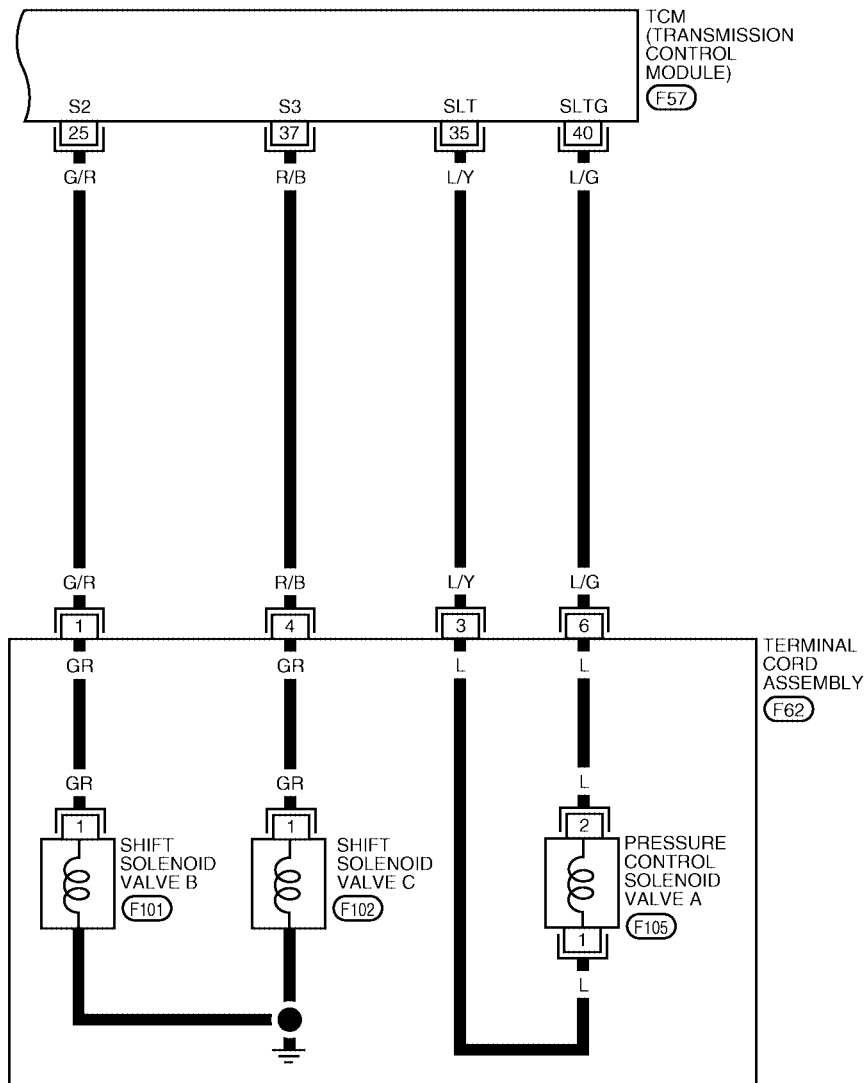 TCM
(TRANSMISSION
CONTROL
MODULE)
F57
S2 S3 SLT SLTG
25 37 35 40
G/R R/B L/Y L/G
G/R R/B L/Y L/G
1 4 3 6
GR GR L L
TERMINAL
CORD
ASSEMBLY
F62
GR GR L
1 1 2
SHIFT
SOLENOID
VALVE B
F101
SHIFT
SOLENOID
VALVE C
F102
PRESSURE
CONTROL
SOLENOID
VALVE A
F105
1
L